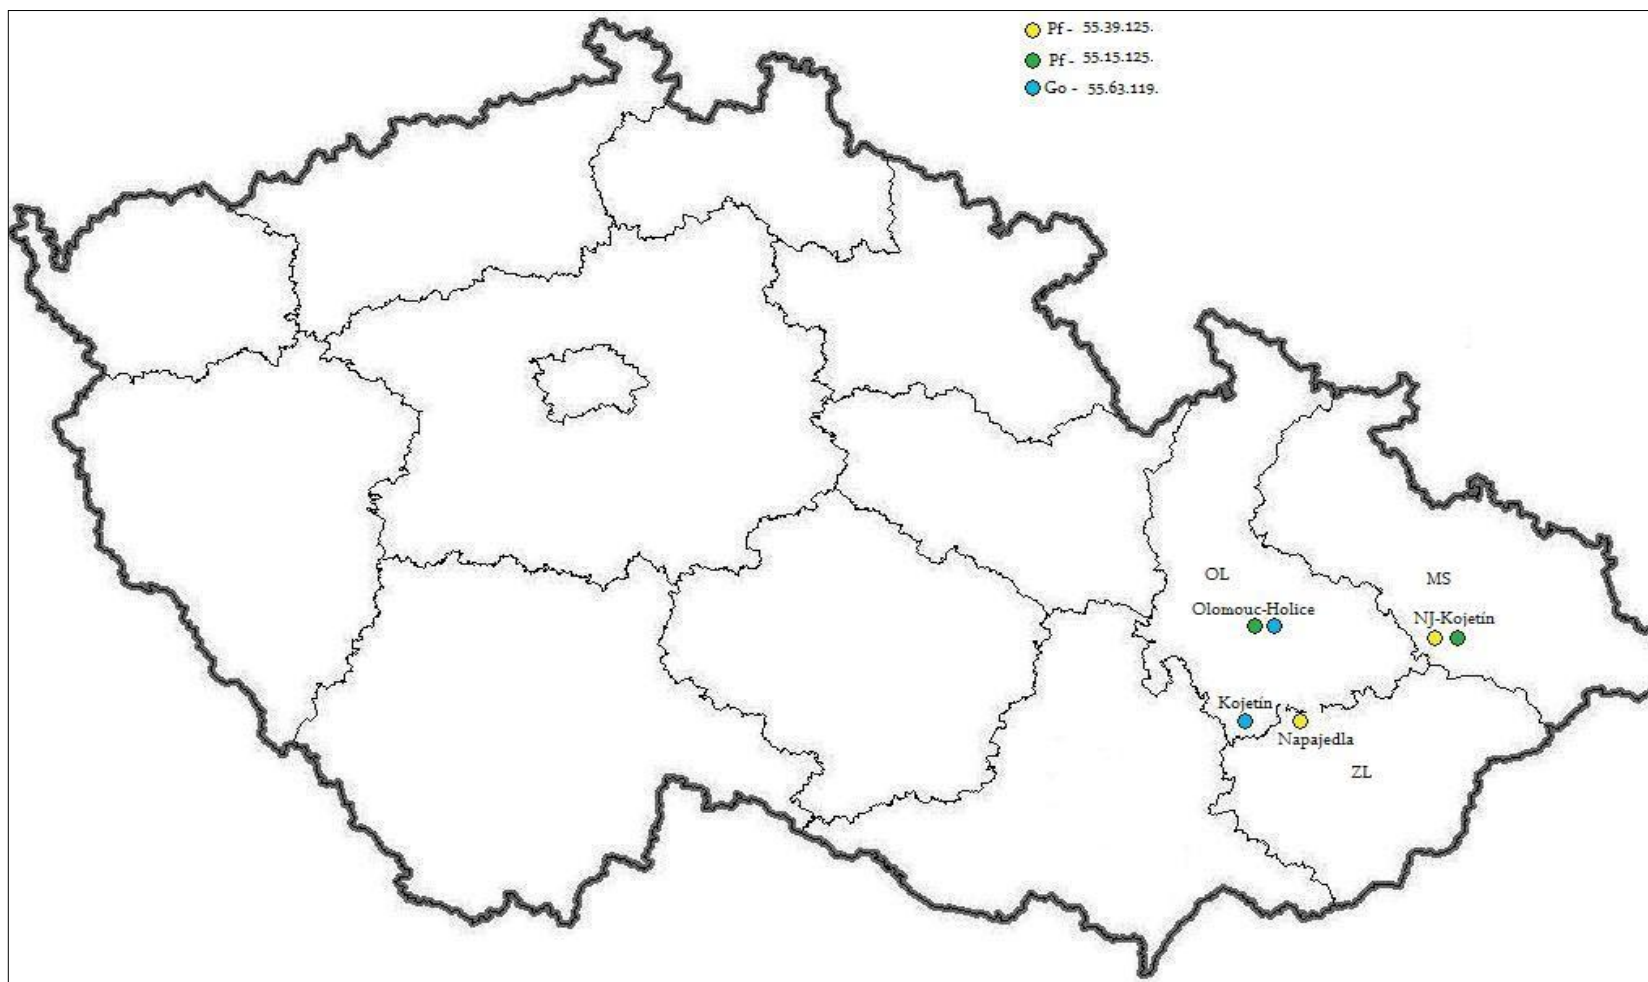 Pf - 55.39.125.
Pf - 55.15.125.
Go - 55.63.119.
OL
MS
Olomouc-Holice
NJ-Kojetín
Kojetín
Napajedla
ZL